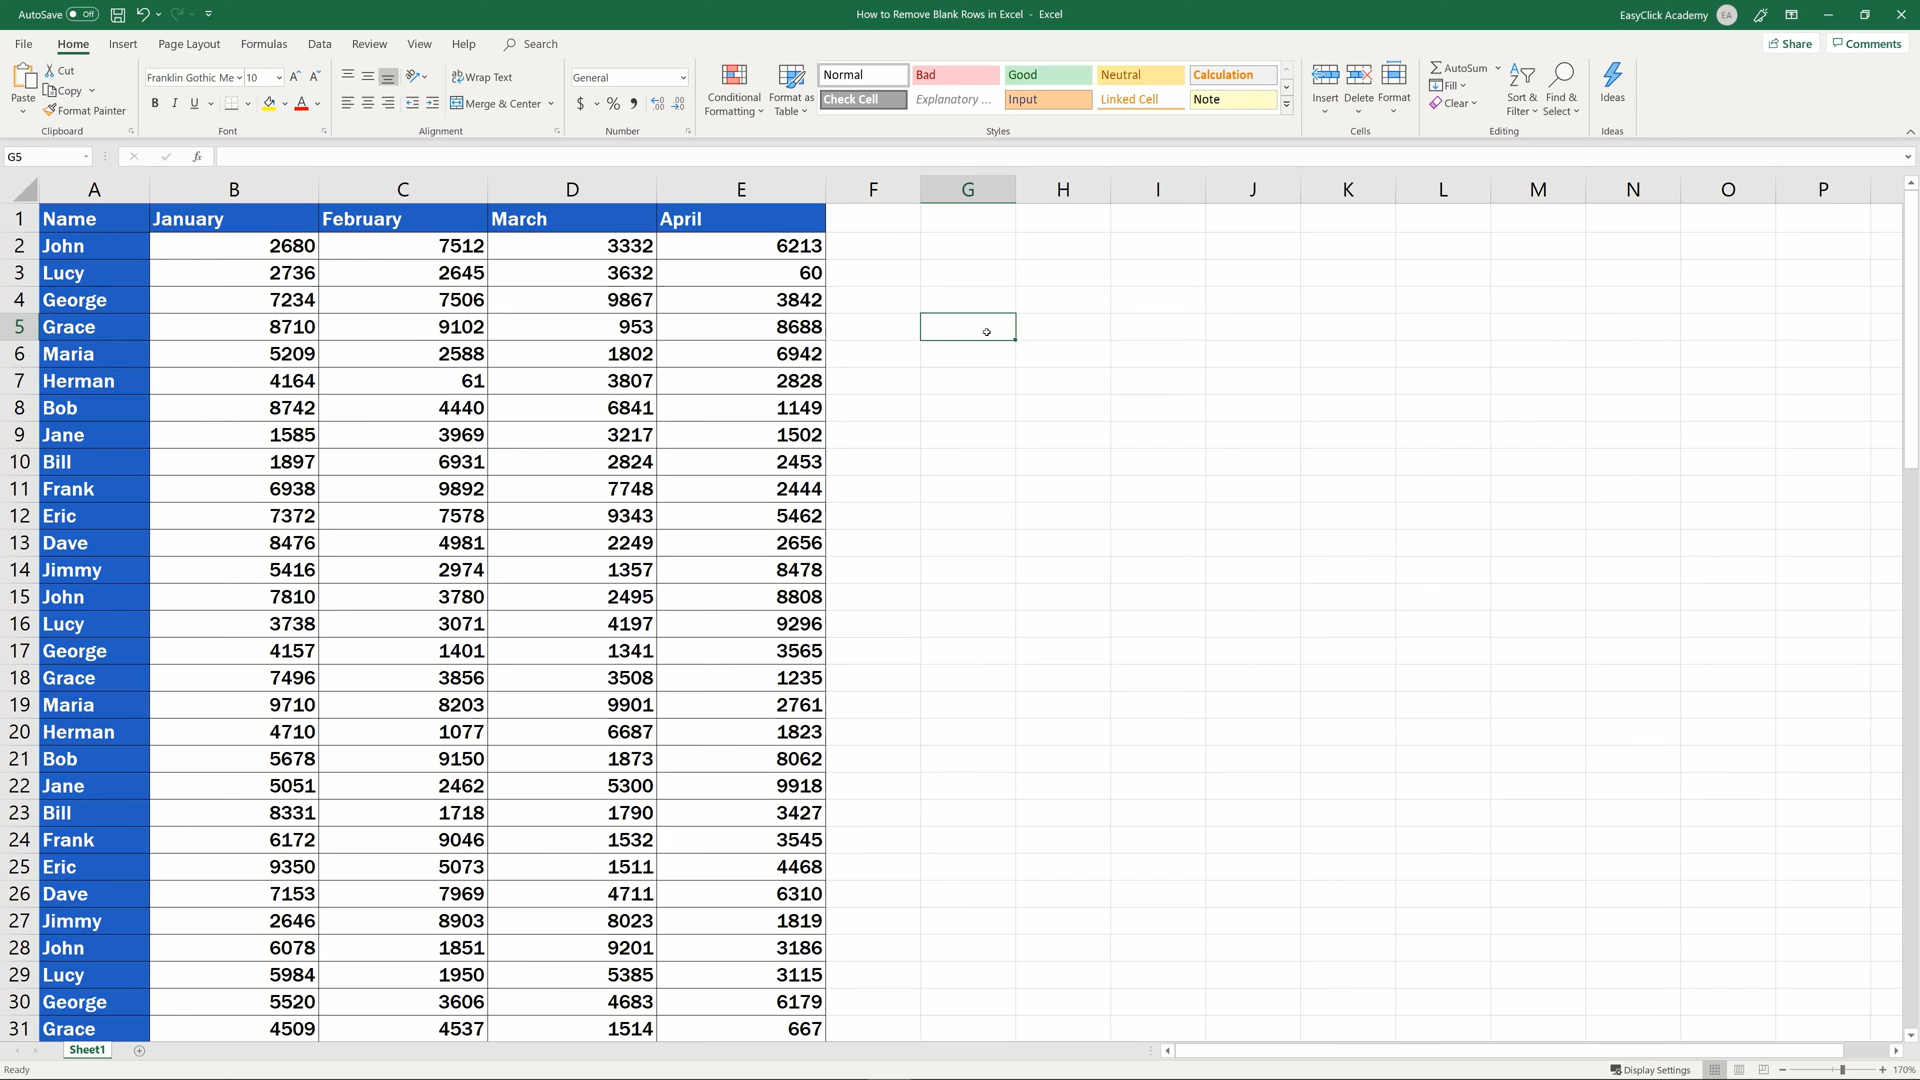 AutoSave Off How to Remove Blank Rows in Excel - Excel EasyClick Academy EA
File Home Insert Page Layout Formulas Data Review View Help Search Share Comments
Paste
Cut
Copy
Format Painter
Clipboard
Franklin Gothic Me 10
B I U
Font
Wrap Text
Merge & Center
Alignment
General
$ % ,
Number
Conditional Formatting
Format as Table
Normal Bad Good Neutral Calculation
Check Cell Explanatory ... Input Linked Cell Note
Styles
Insert Delete Format
Cells
AutoSum
Fill
Clear
Sort & Filter
Find & Select
Editing
Ideas
Ideas
G5 fx
A B C D E F G H I J K L M N O P
1 Name January February March April
2 John 2680 7512 3332 6213
3 Lucy 2736 2645 3632 60
4 George 7234 7506 9867 3842
5 Grace 8710 9102 953 8688
6 Maria 5209 2588 1802 6942
7 Herman 4164 61 3807 2828
8 Bob 8742 4440 6841 1149
9 Jane 1585 3969 3217 1502
10 Bill 1897 6931 2824 2453
11 Frank 6938 9892 7748 2444
12 Eric 7372 7578 9343 5462
13 Dave 8476 4981 2249 2656
14 Jimmy 5416 2974 1357 8478
15 John 7810 3780 2495 8808
16 Lucy 3738 3071 4197 9296
17 George 4157 1401 1341 3565
18 Grace 7496 3856 3508 1235
19 Maria 9710 8203 9901 2761
20 Herman 4710 1077 6687 1823
21 Bob 5678 9150 1873 8062
22 Jane 5051 2462 5300 9918
23 Bill 8331 1718 1790 3427
24 Frank 6172 9046 1532 3545
25 Eric 9350 5073 1511 4468
26 Dave 7153 7969 4711 6310
27 Jimmy 2646 8903 8023 1819
28 John 6078 1851 9201 3186
29 Lucy 5984 1950 5385 3115
30 George 5520 3606 4683 6179
31 Grace 4509 4537 1514 667
Sheet1
Ready Display Settings 170%